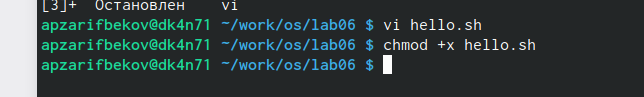 [3]+  Остановлен    vi
apzarifbekov@dk4n71 ~/work/os/lab06 $ vi hello.sh
apzarifbekov@dk4n71 ~/work/os/lab06 $ chmod +x hello.sh
apzarifbekov@dk4n71 ~/work/os/lab06 $